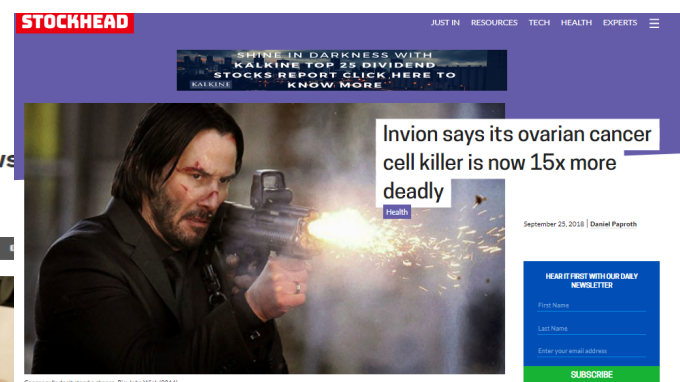 STOCKHEAD
JUST IN RESOURCES TECH HEALTH EXPERTS
SHINE IN DARKNESS WITH
KALKINE TOP 25 DIVIDEND
STOCKS REPORT CLICK HERE TO
KALKINE KNOW MORE
Invion says its ovarian cancer
cell killer is now 15x more
deadly
Health
September 25, 2018 | Daniel Paproth
HEAR IT FIRST WITH OUR DAILY
NEWSLETTER
First Name
Last Name
Enter your email address
SUBSCRIBE